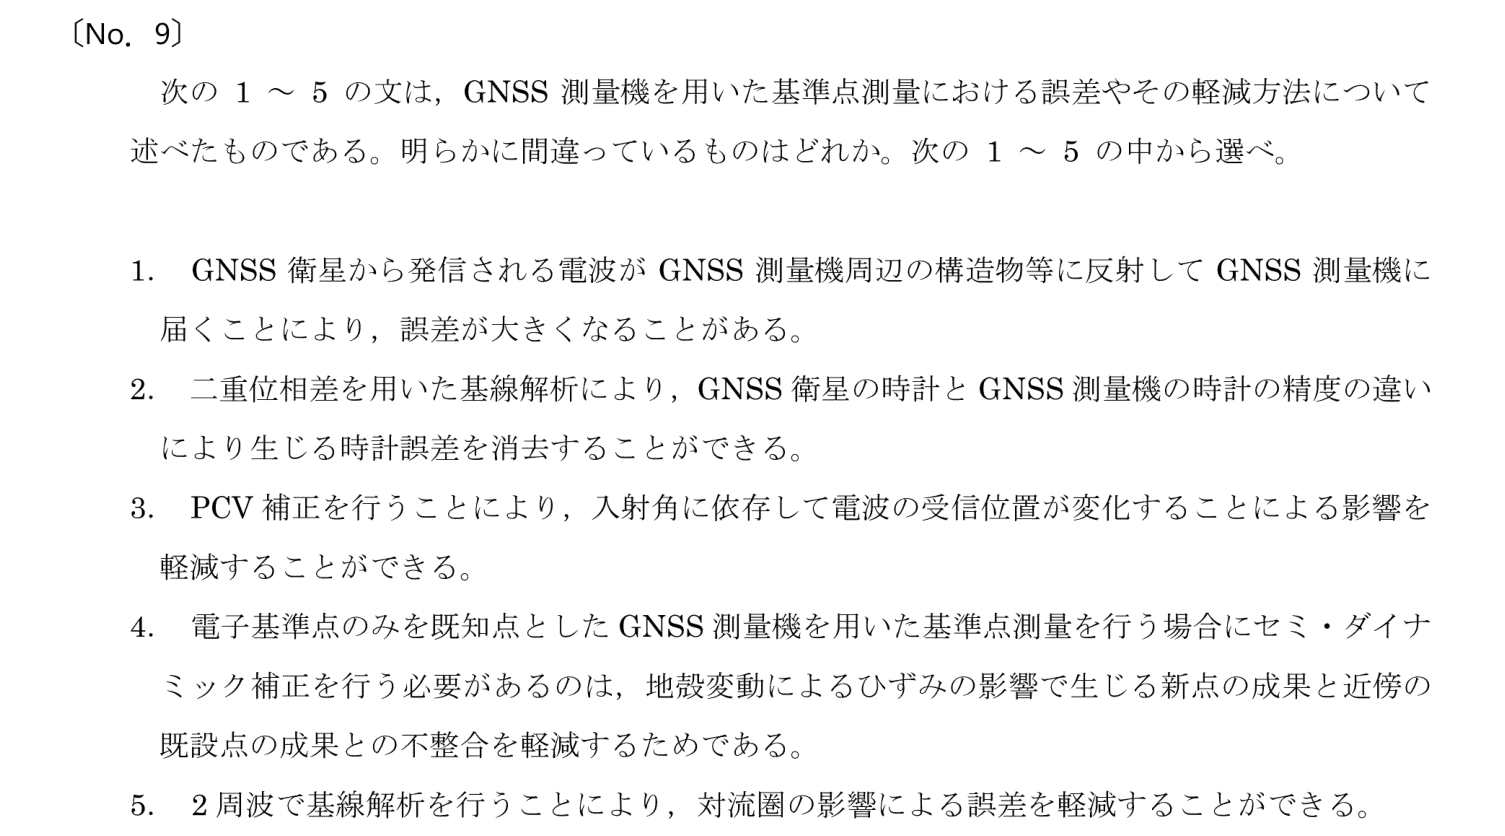 〔No．9〕
次の 1 ～ 5 の文は，GNSS 測量機を用いた基準点測量における誤差やその軽減方法について
述べたものである。明らかに間違っているものはどれか。次の 1 ～ 5 の中から選べ。
1． GNSS 衛星から発信される電波が GNSS 測量機周辺の構造物等に反射して GNSS 測量機に
届くことにより，誤差が大きくなることがある。
2． 二重位相差を用いた基線解析により，GNSS 衛星の時計と GNSS 測量機の時計の精度の違い
により生じる時計誤差を消去することができる。
3． PCV 補正を行うことにより，入射角に依存して電波の受信位置が変化することによる影響を
軽減することができる。
4． 電子基準点のみを既知点とした GNSS 測量機を用いた基準点測量を行う場合にセミ・ダイナ
ミック補正を行う必要があるのは，地殻変動によるひずみの影響で生じる新点の成果と近傍の
既設点の成果との不整合を軽減するためである。
5． 2 周波で基線解析を行うことにより，対流圏の影響による誤差を軽減することができる。